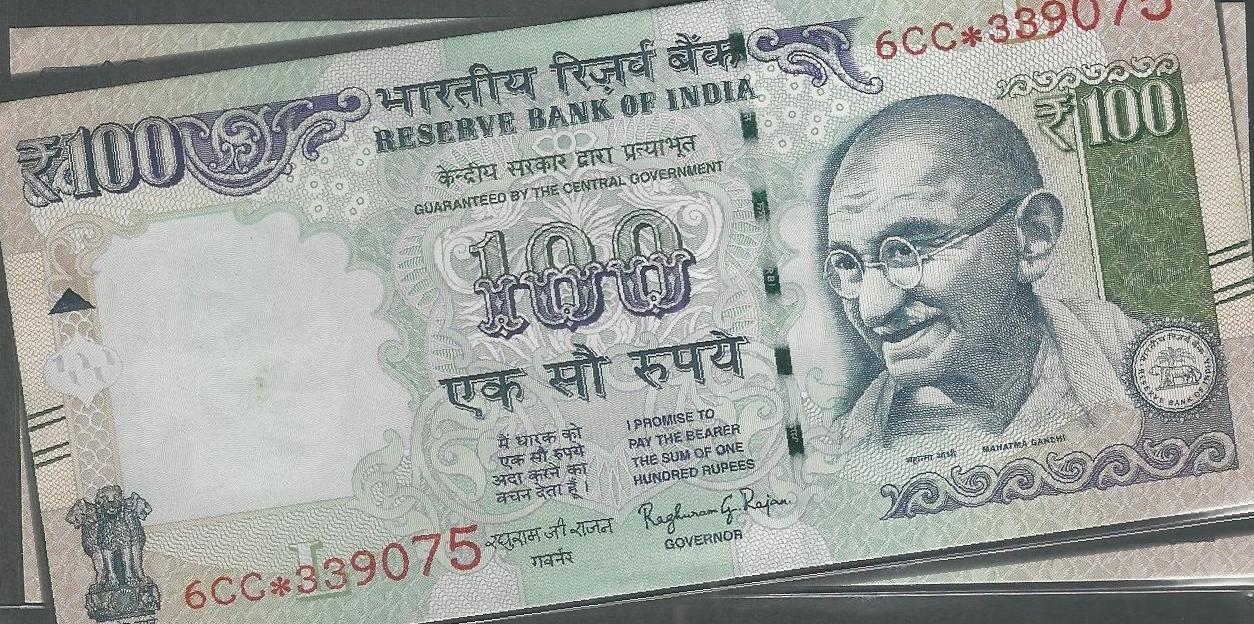 6CC*339075
भारतीय रिज़र्व बैंक
RESERVE BANK OF INDIA
₹100
₹100
केन्द्रीय सरकार द्वारा प्रत्याभूत
GUARANTEED BY THE CENTRAL GOVERNMENT
100
एक सौ रुपये
मैं धारक को
एक सौ रुपये
अदा करने का
वचन देता हूँ।
I PROMISE TO
PAY THE BEARER
THE SUM OF ONE
HUNDRED RUPEES
रघुराम जी राजन
गवर्नर
Raghuram G. Rajan
GOVERNOR
भारतीय रिज़र्व बैंक
RESERVE BANK OF INDIA
महात्मा गांधी
MAHATMA GANDHI
L
6CC*339075